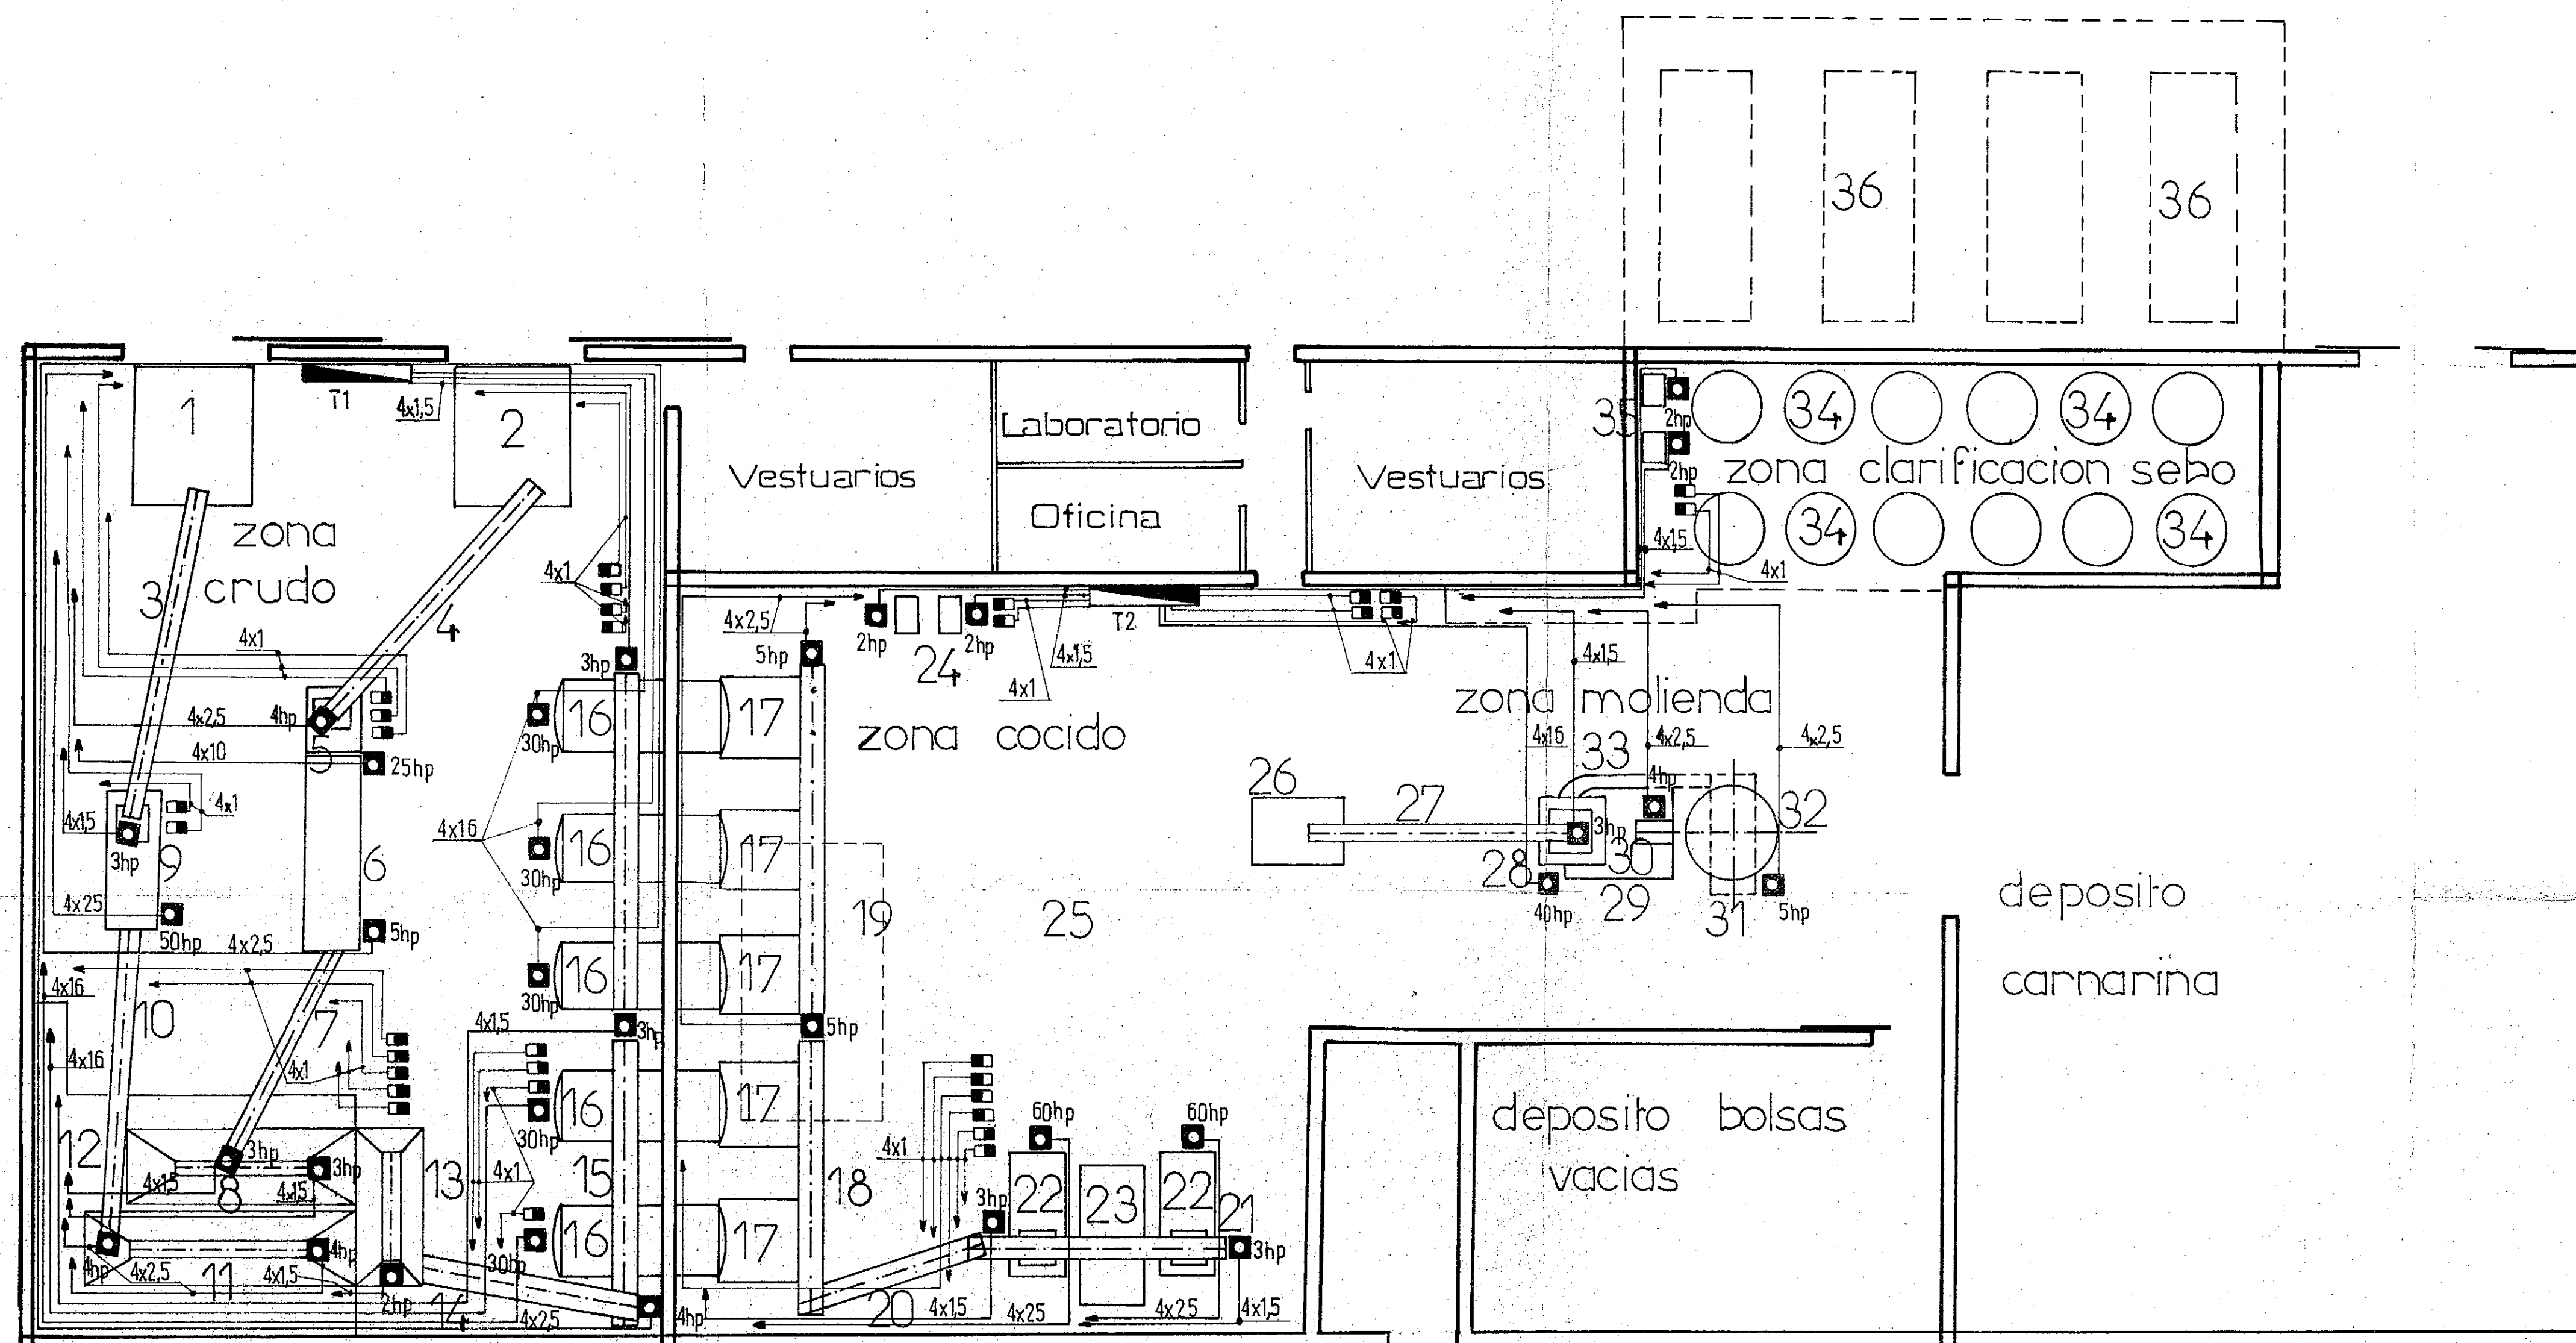 36
36
1
T1
4x1,5
2
Vestuarios
Laboratorio
Oficina
Vestuarios
35
2hp
2hp
34
34
zona clarificacion sebo
34
34
4x1,5
4x1
zona
crudo
3
4
4x1
4x1
3hp
4x2,5
5hp
2hp
24
2hp
4x1
4x1,5
T2
4x1
4x1,5
zona molienda
4x2,5
4hp
5
4x10
25hp
30hp
16
17
zona cocido
4x16
4x2,5
4x2,5
33
4hp
26
27
3hp
32
4x1,5
3hp
9
4x1
6
4x16
30hp
16
17
19
25
28
30
40hp
29
31
5hp
deposito
carnarina
4x25
50hp
4x2,5
5hp
30hp
16
17
4x16
10
7
4x1,5
3hp
5hp
4x16
4x1
30hp
16
17
4x1
60hp
60hp
deposito bolsas
vacias
12
3hp
3hp
4x1,5
8
4x1,5
13
4x1
15
18
3hp
22
23
22
21
3hp
4hp
4x2,5
11
4hp
4x1,5
2hp
14
30hp
16
17
4x2,5
4hp
20
4x1,5
4x25
4x25
4x1,5